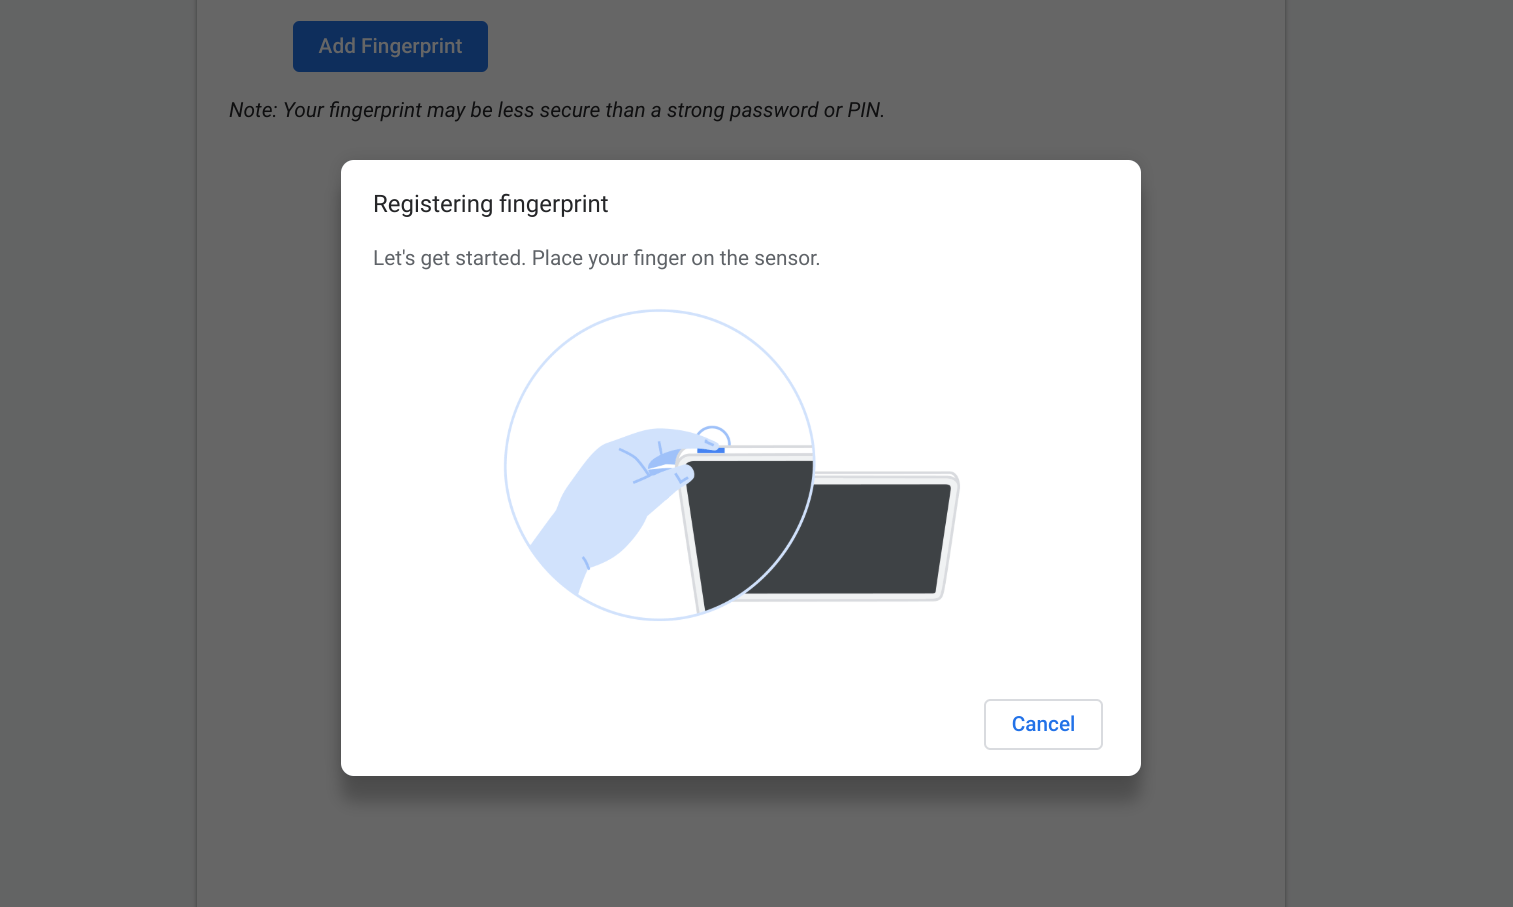 Add Fingerprint
Note: Your fingerprint may be less secure than a strong password or PIN.
Registering fingerprint
Let's get started. Place your finger on the sensor.
Cancel